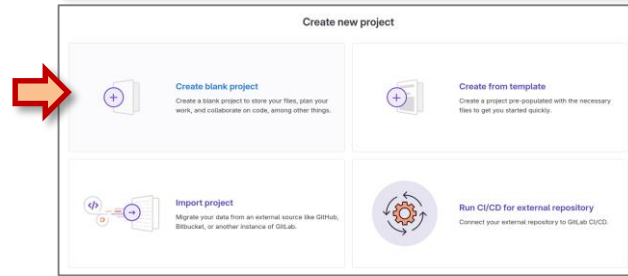 Create new project
Create blank project
Create a blank project to store your files, plan your
work, and collaborate on code, among other things.
Create from template
Create a project pre-populated with the necessary
files to get you started quickly.
Import project
Migrate your data from an external source like GitHub,
Bitbucket, or another instance of GitLab.
Run CI/CD for external repository
Connect your external repository to GitLab CI/CD.